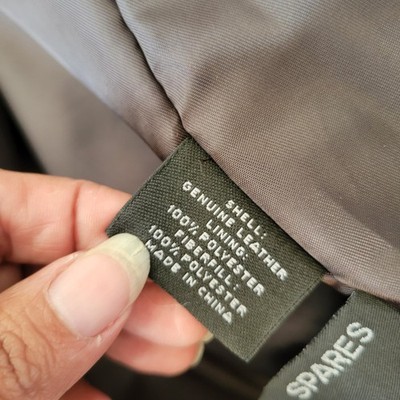 SHELL:
GENUINE LEATHER
LINING:
100% POLYESTER
FIBERFILL:
100% POLYESTER
MADE IN CHINA
SPARES